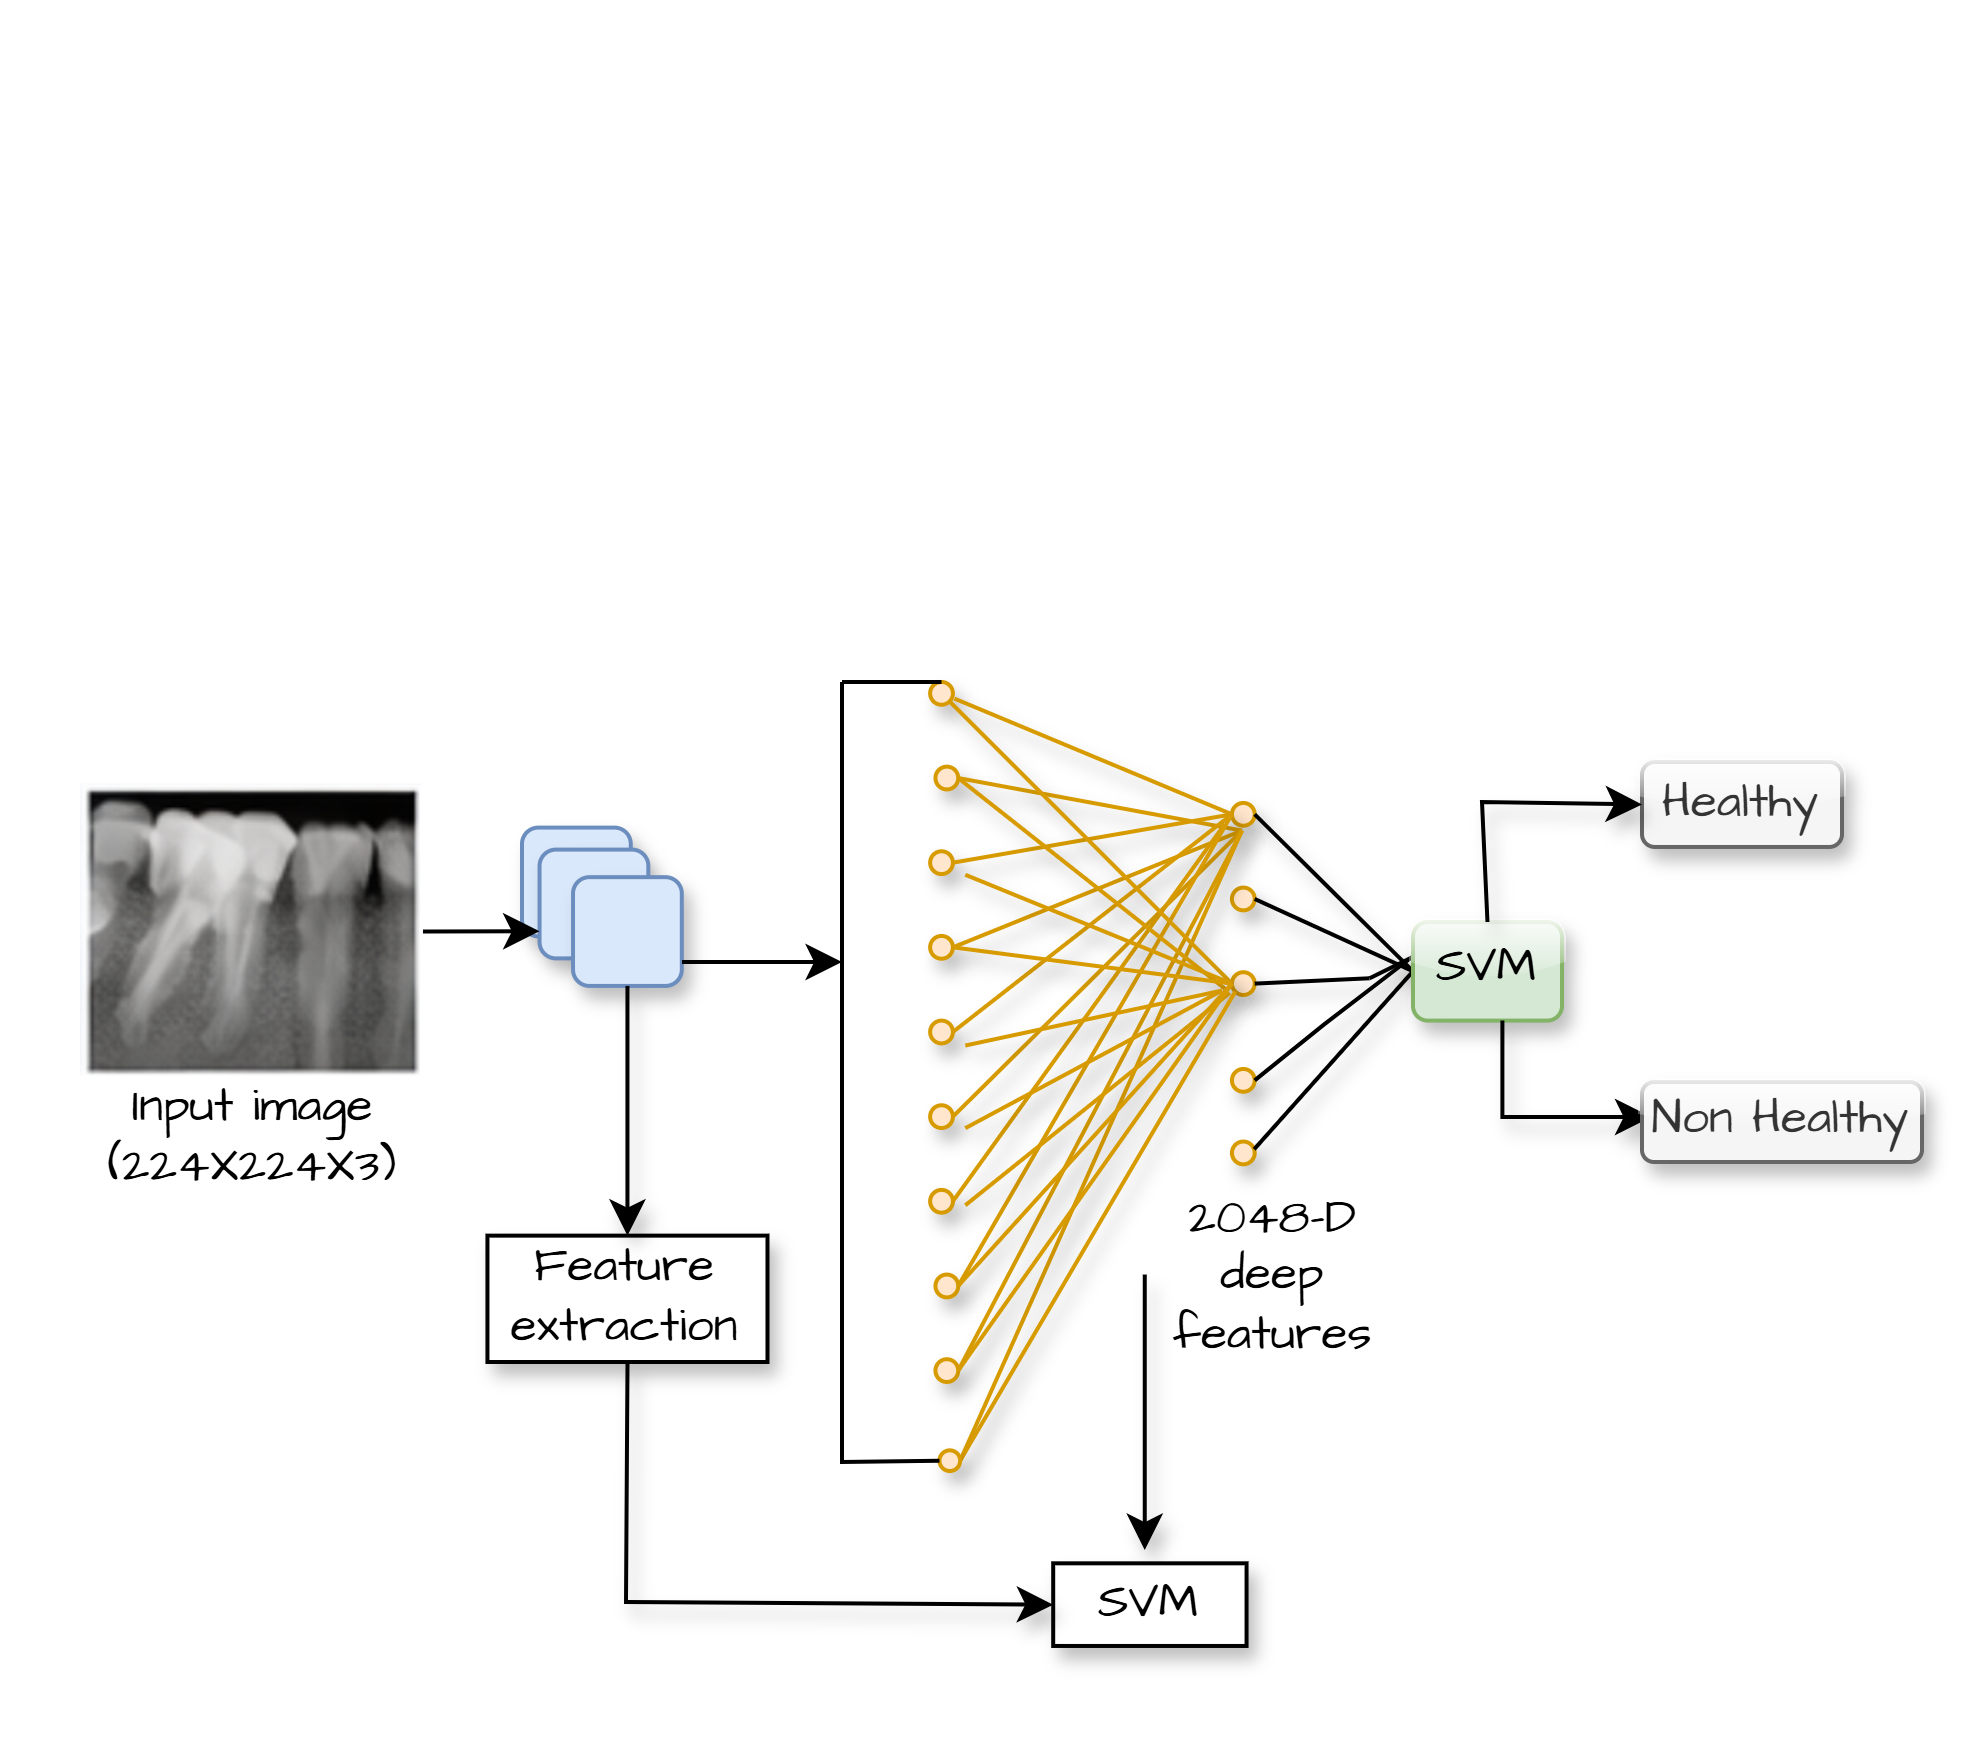 Input image
(224X224X3)
Feature
extraction
2048-D
deep
features
SVM
SVM
Healthy
Non Healthy